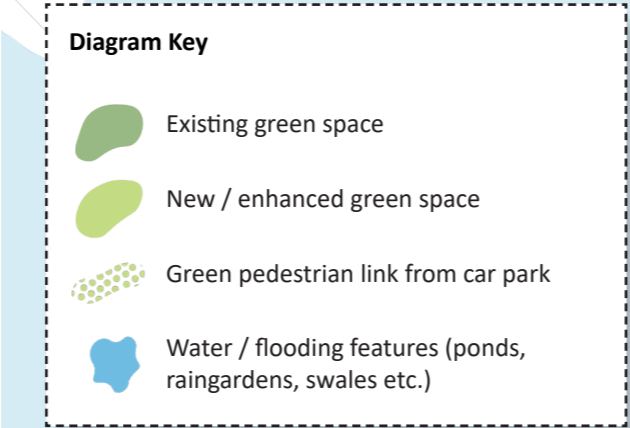 Diagram Key
Existing green space
New / enhanced green space
Green pedestrian link from car park
Water / flooding features (ponds,
raingardens, swales etc.)